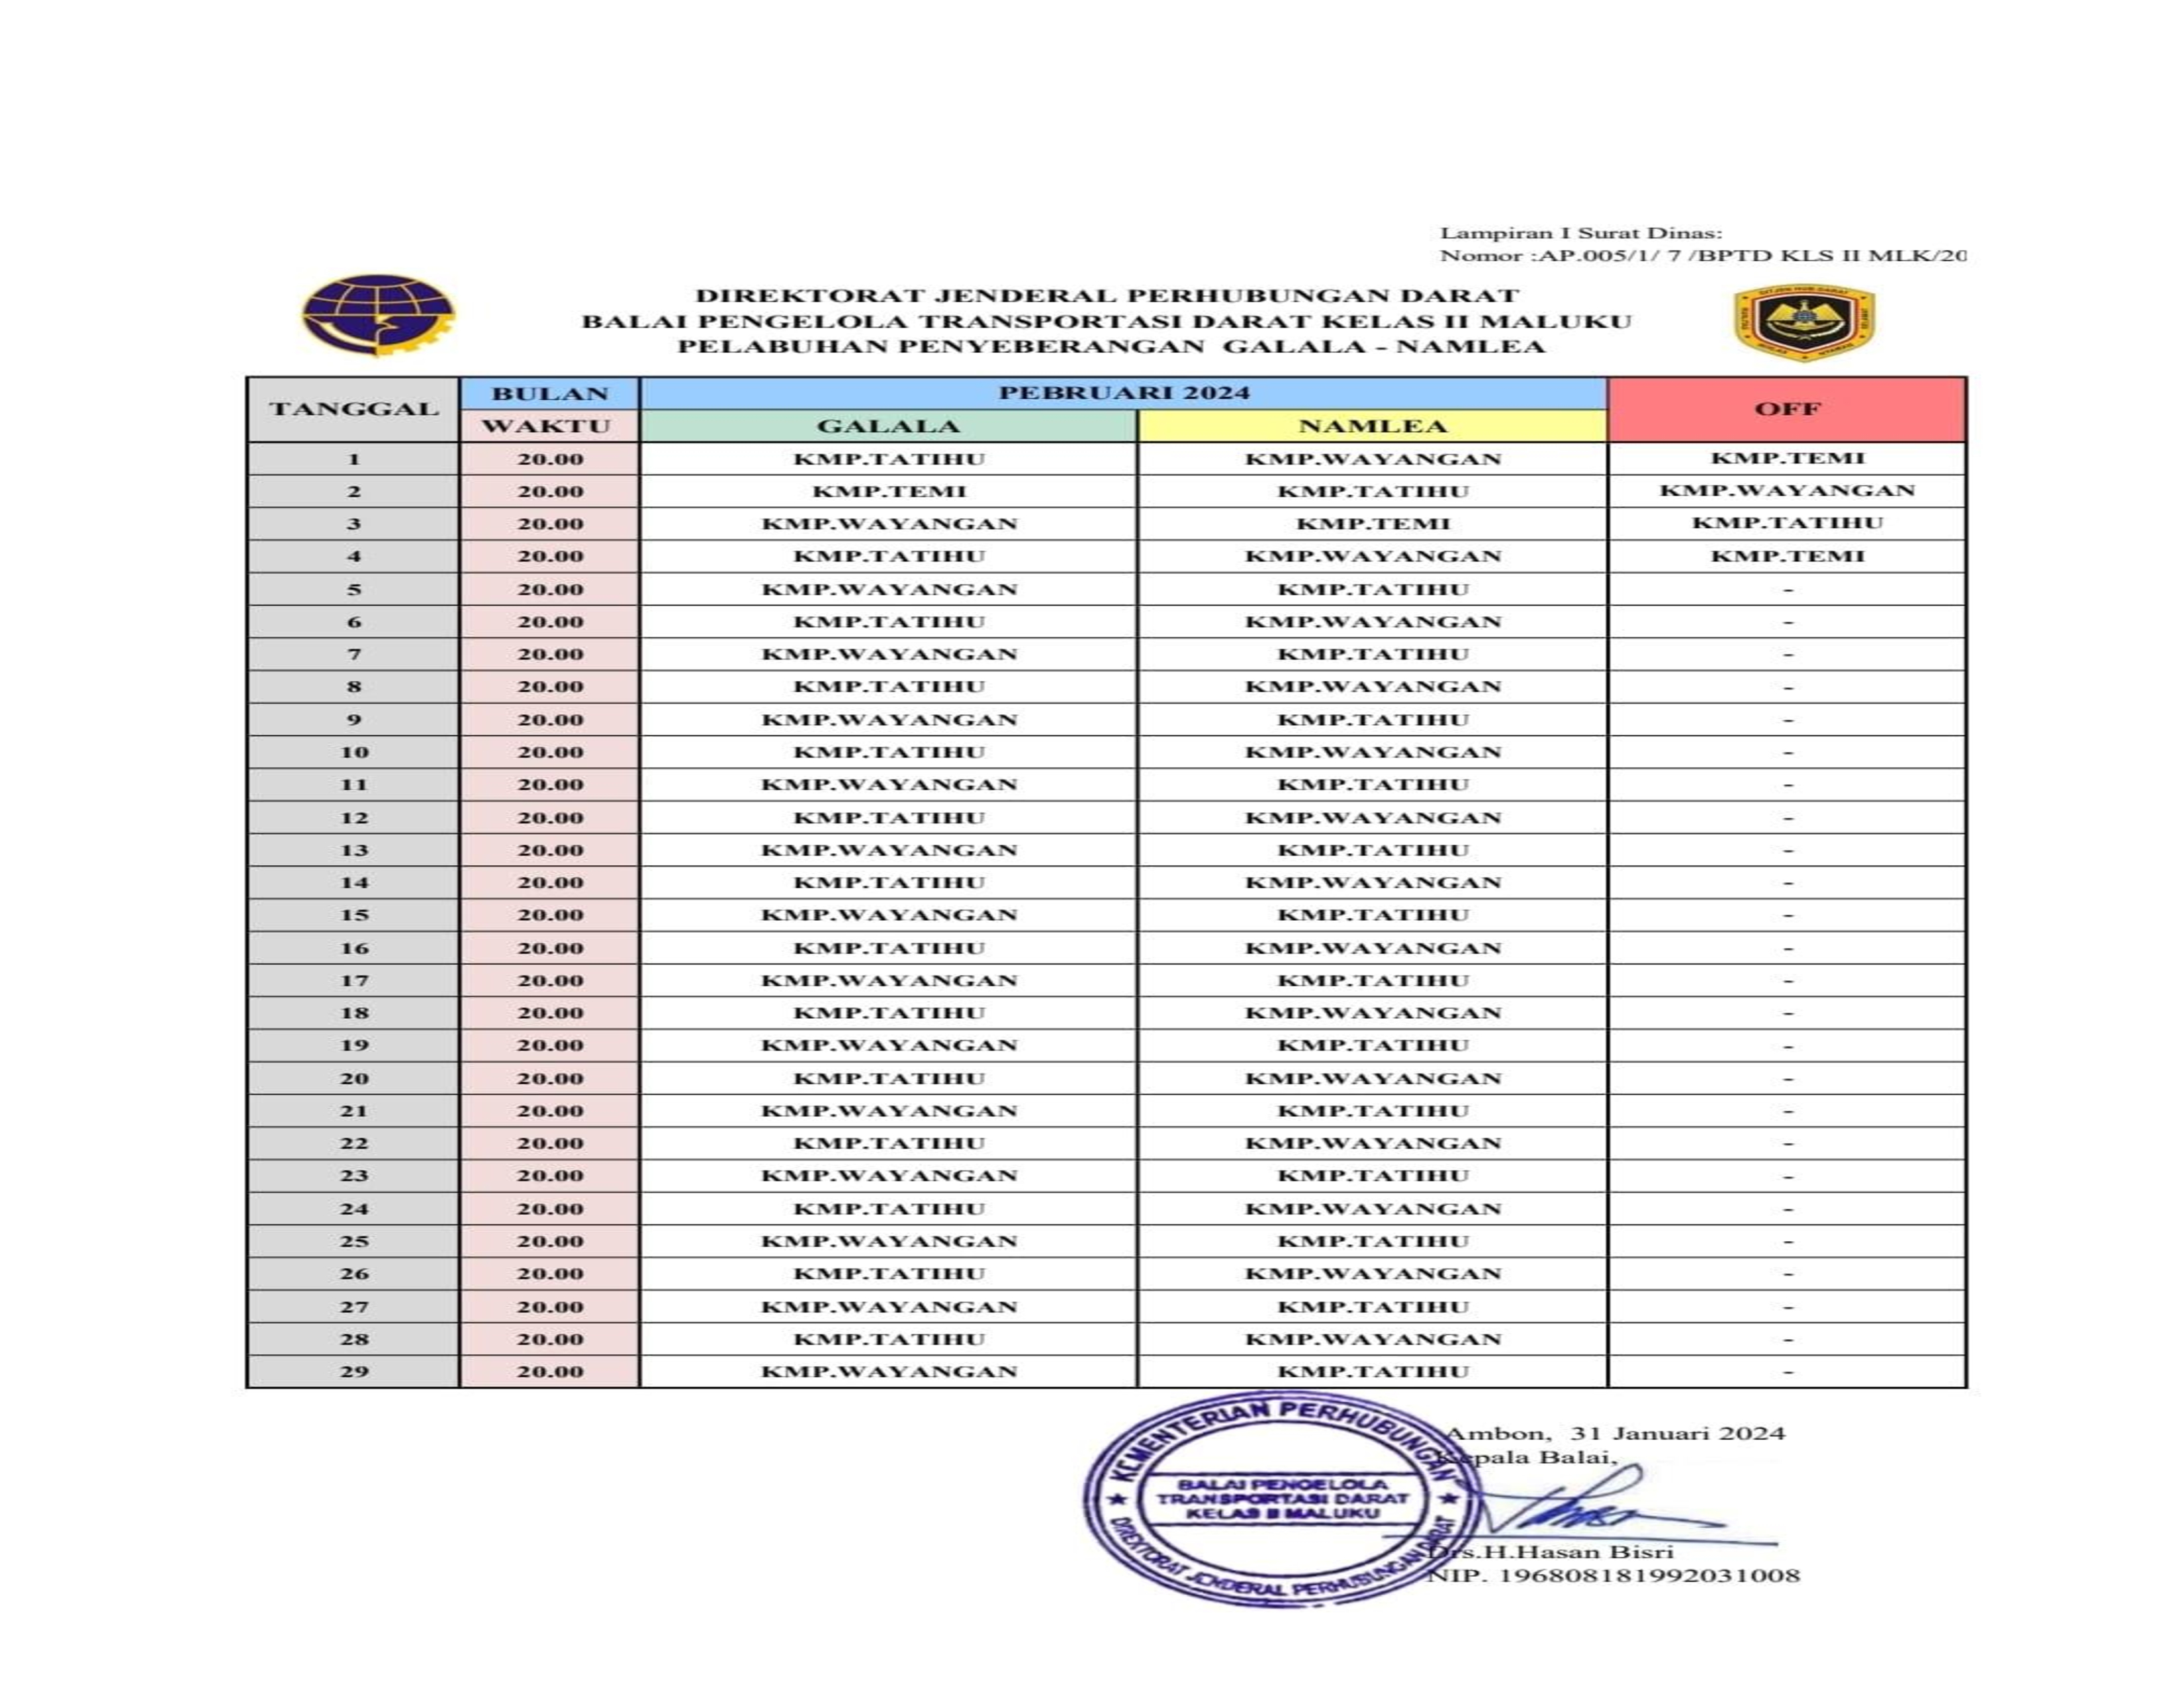 Lampiran I Surat Dinas:
Nomor :AP.005/1/ 7 /BPTD KLS II MLK/20
DIREKTORAT JENDERAL PERHUBUNGAN DARAT
BALAI PENGELOLA TRANSPORTASI DARAT KELAS II MALUKU
PELABUHAN PENYEBERANGAN GALALA - NAMLEA
TANGGAL BULAN PEBRUARI 2024 OFF
WAKTU GALALA NAMLEA
1 20.00 KMP.TATIHU KMP.WAYANGAN KMP.TEMI
2 20.00 KMP.TEMI KMP.TATIHU KMP.WAYANGAN
3 20.00 KMP.WAYANGAN KMP.TEMI KMP.TATIHU
4 20.00 KMP.TATIHU KMP.WAYANGAN KMP.TEMI
5 20.00 KMP.WAYANGAN KMP.TATIHU -
6 20.00 KMP.TATIHU KMP.WAYANGAN -
7 20.00 KMP.WAYANGAN KMP.TATIHU -
8 20.00 KMP.TATIHU KMP.WAYANGAN -
9 20.00 KMP.WAYANGAN KMP.TATIHU -
10 20.00 KMP.TATIHU KMP.WAYANGAN -
11 20.00 KMP.WAYANGAN KMP.TATIHU -
12 20.00 KMP.TATIHU KMP.WAYANGAN -
13 20.00 KMP.WAYANGAN KMP.TATIHU -
14 20.00 KMP.TATIHU KMP.WAYANGAN -
15 20.00 KMP.WAYANGAN KMP.TATIHU -
16 20.00 KMP.TATIHU KMP.WAYANGAN -
17 20.00 KMP.WAYANGAN KMP.TATIHU -
18 20.00 KMP.TATIHU KMP.WAYANGAN -
19 20.00 KMP.WAYANGAN KMP.TATIHU -
20 20.00 KMP.TATIHU KMP.WAYANGAN -
21 20.00 KMP.WAYANGAN KMP.TATIHU -
22 20.00 KMP.TATIHU KMP.WAYANGAN -
23 20.00 KMP.WAYANGAN KMP.TATIHU -
24 20.00 KMP.TATIHU KMP.WAYANGAN -
25 20.00 KMP.WAYANGAN KMP.TATIHU -
26 20.00 KMP.TATIHU KMP.WAYANGAN -
27 20.00 KMP.WAYANGAN KMP.TATIHU -
28 20.00 KMP.TATIHU KMP.WAYANGAN -
29 20.00 KMP.WAYANGAN KMP.TATIHU -
KEMENTERIAN PERHUBUNGAN
BALAI PENGELOLA
TRANSPORTASI DARAT
KELAS II MALUKU
DIREKTORAT JENDERAL PERHUBUNGAN DARAT
Ambon, 31 Januari 2024
Kepala Balai,
Drs.H.Hasan Bisri
NIP. 196808181992031008